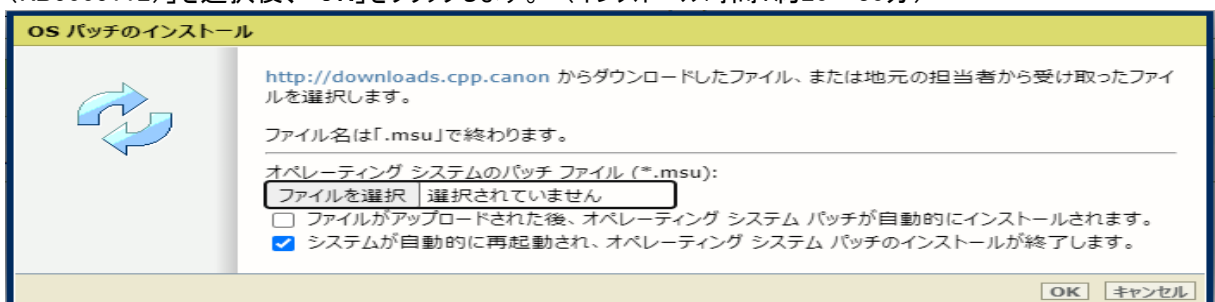 OS パッチのインストール
http://downloads.cpp.canon からダウンロードしたファイル、または地元の担当者から受け取ったファイ
ルを選択します。
ファイル名は「.msu」で終わります。
オペレーティング システムのパッチ ファイル (*.msu):
ファイルを選択 選択されていません
ファイルがアップロードされた後、オペレーティング システム パッチが自動的にインストールされます。
システムが自動的に再起動され、オペレーティング システム パッチのインストールが終了します。
OK キャンセル